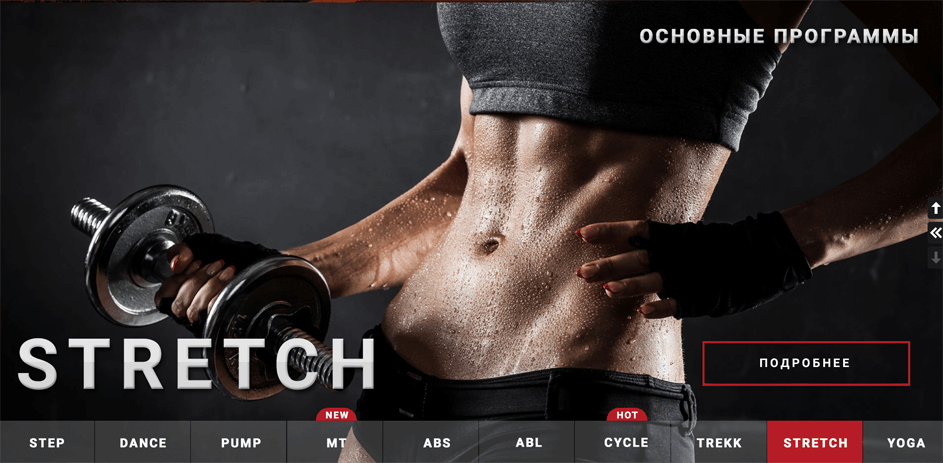 ОСНОВНЫЕ ПРОГРАММЫ
STRETCH
ПОДРОБНЕЕ
NEW
HOT
STEP
DANCE
PUMP
MT
ABS
ABL
CYCLE
TREKK
STRETCH
YOGA